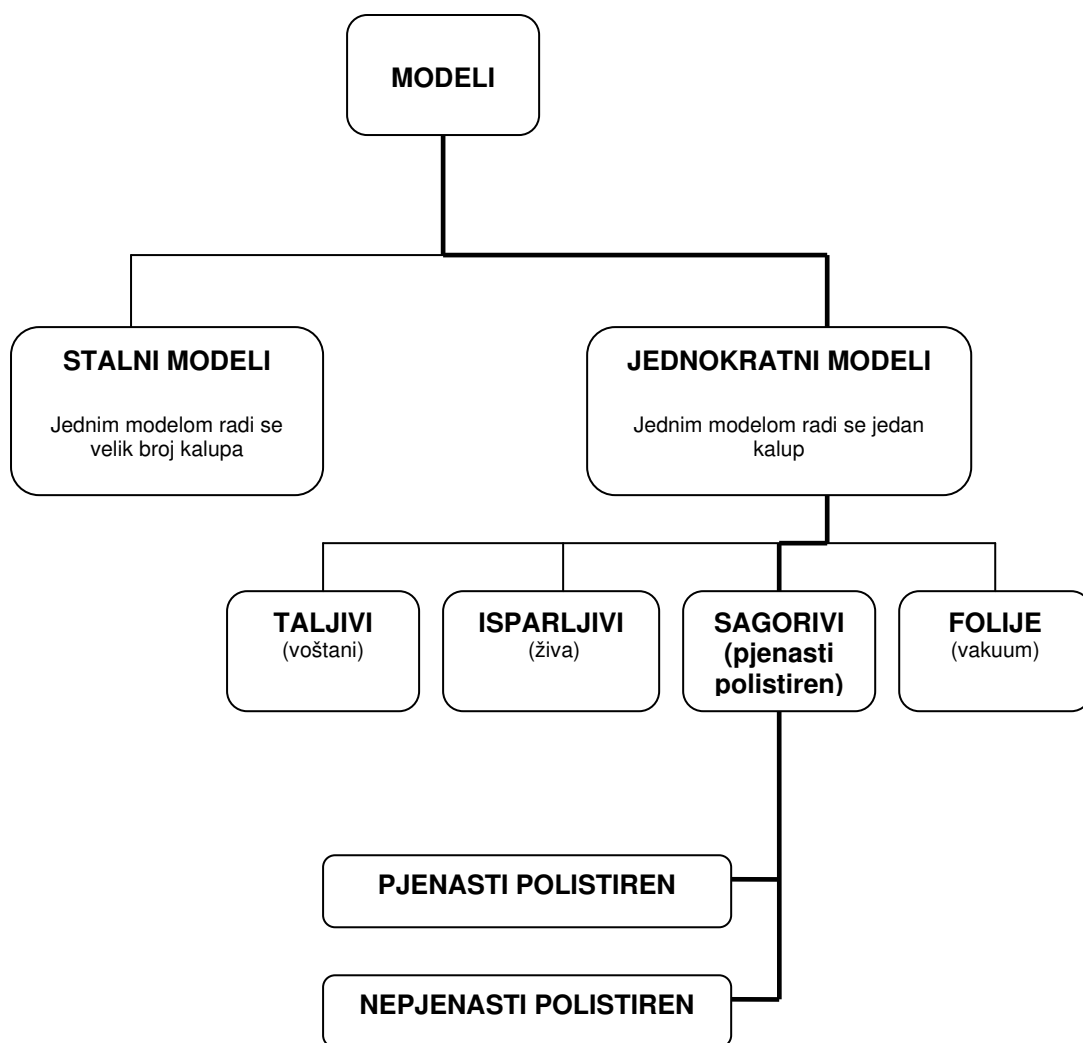 MODELI
STALNI MODELI
Jednim modelom radi se
velik broj kalupa
JEDNOKRATNI MODELI
Jednim modelom radi se jedan
kalup
TALJIVI
(voštani)
ISPARLJIVI
(živa)
SAGORIVI
(pjenasti
polistiren)
FOLIJE
(vakuum)
PJENASTI POLISTIREN
NEPJENASTI POLISTIREN